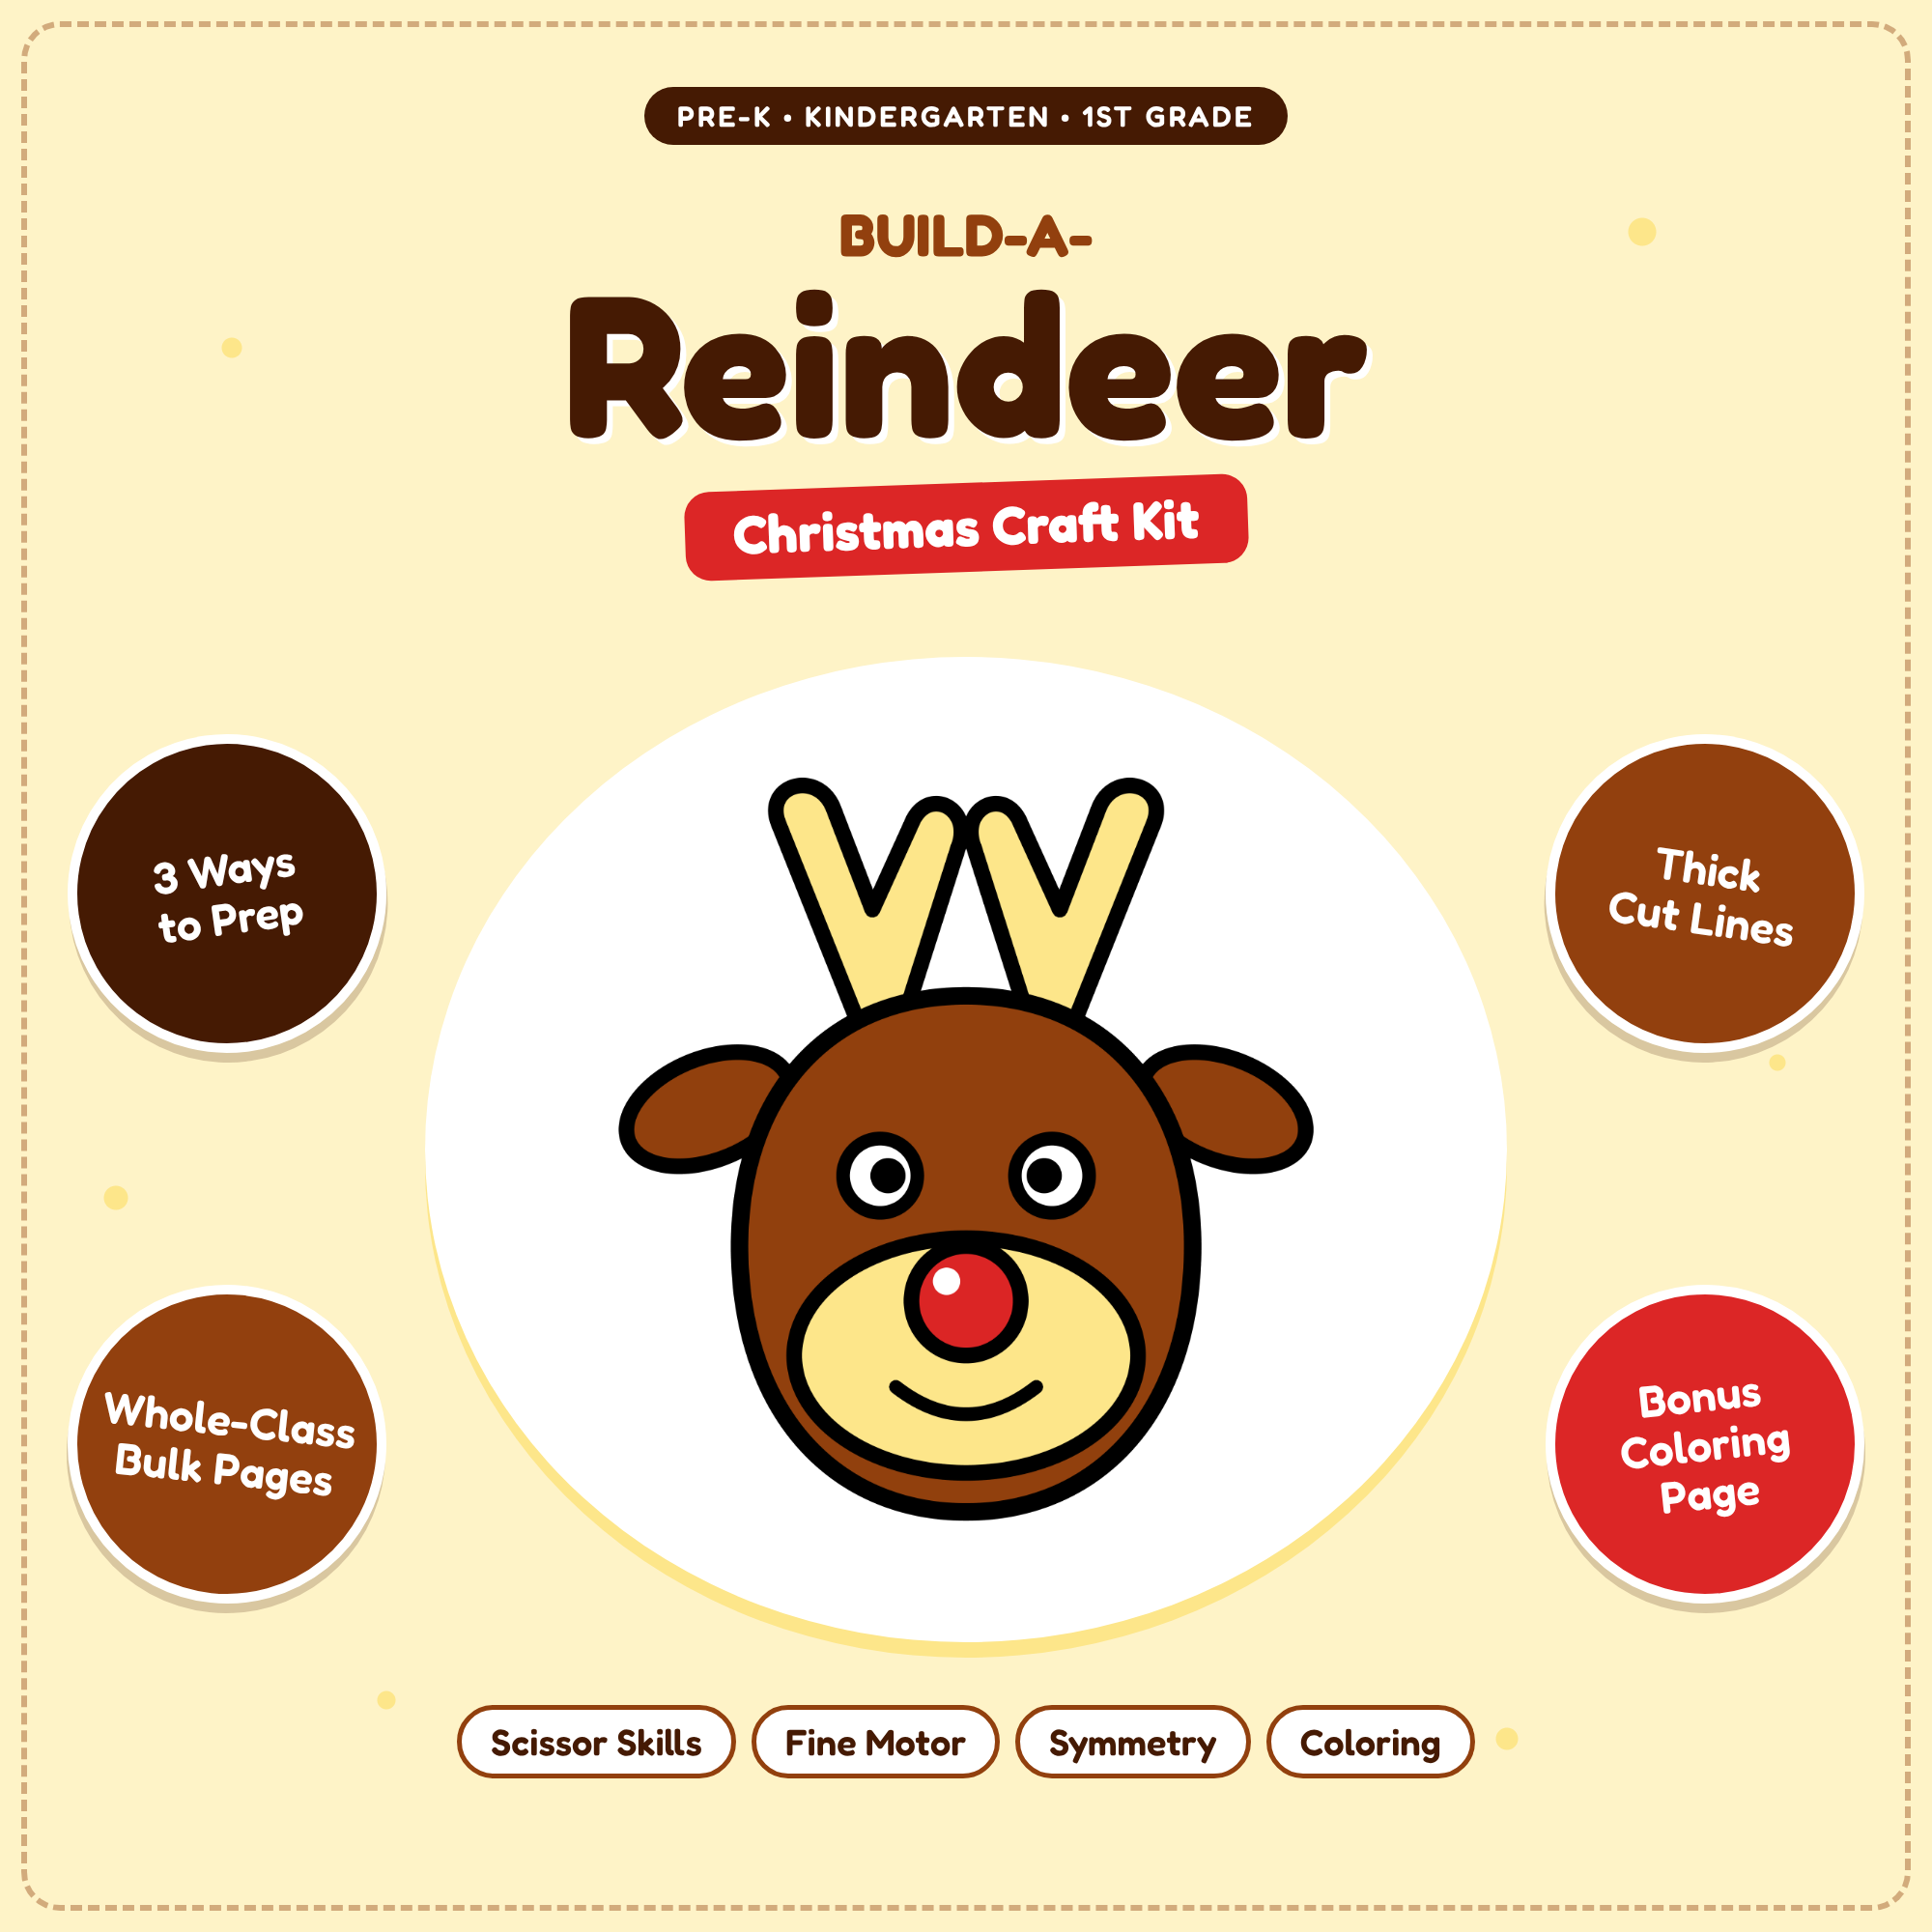 PRE-K • KINDERGARTEN • 1ST GRADE
BUILD-A-
Reindeer
Christmas Craft Kit
3 Ways
to Prep
Thick
Cut Lines
Whole-Class
Bulk Pages
Bonus
Coloring
Page
Scissor Skills
Fine Motor
Symmetry
Coloring